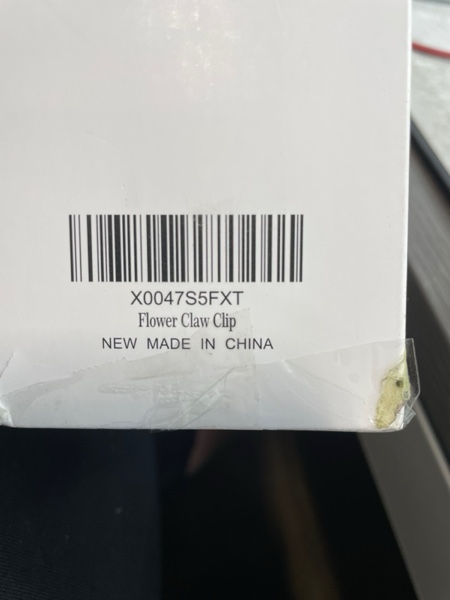 X0047S5FXT
Flower Claw Clip
NEW MADE IN CHINA